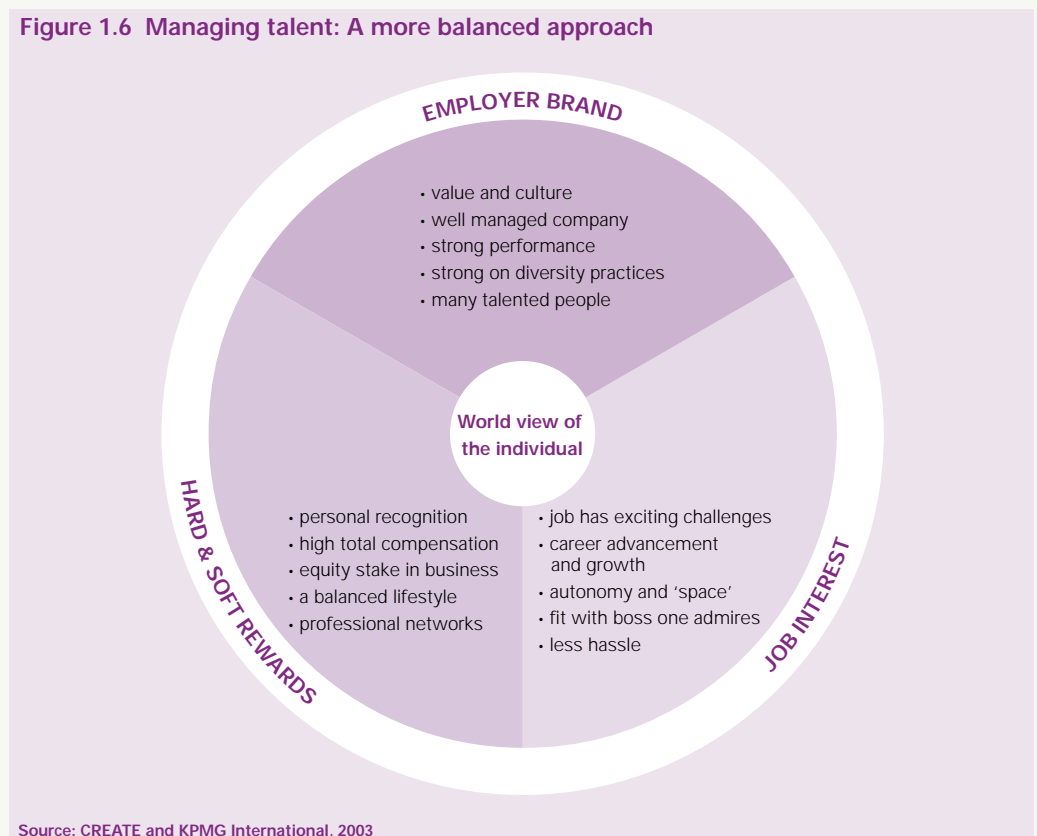 Figure 1.6 Managing talent: A more balanced approach
EMPLOYER BRAND
• value and culture
• well managed company
• strong performance
• strong on diversity practices
• many talented people
World view of
the individual
HARD & SOFT REWARDS
• personal recognition
• high total compensation
• equity stake in business
• a balanced lifestyle
• professional networks
• job has exciting challenges
• career advancement
and growth
• autonomy and ‘space’
• fit with boss one admires
• less hassle
JOB INTEREST
Source: CREATE and KPMG International, 2003